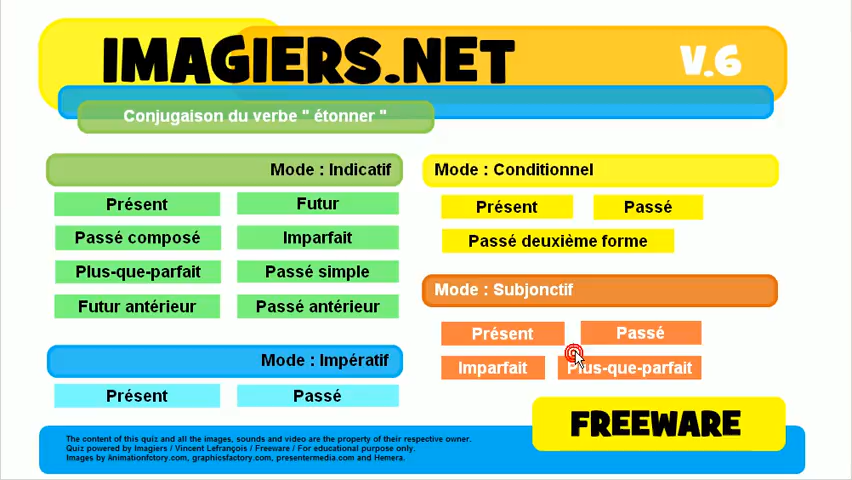 IMAGIERS.NET
V.6
Conjugaison du verbe " étonner "
Mode : Indicatif
Présent
Futur
Passé composé
Imparfait
Plus-que-parfait
Passé simple
Futur antérieur
Passé antérieur
Mode : Impératif
Présent
Passé
Mode : Conditionnel
Présent
Passé
Passé deuxième forme
Mode : Subjonctif
Présent
Passé
Imparfait
Plus-que-parfait
FREEWARE
The content of this quiz and all the images, sounds and video are the property of their respective owner.
Quiz powered by Imagiers / Vincent Lefrançois / Freeware / For educational purpose only.
Images by Animationfctory.com, graphicsfactory.com, presentermedia.com and Hemera.